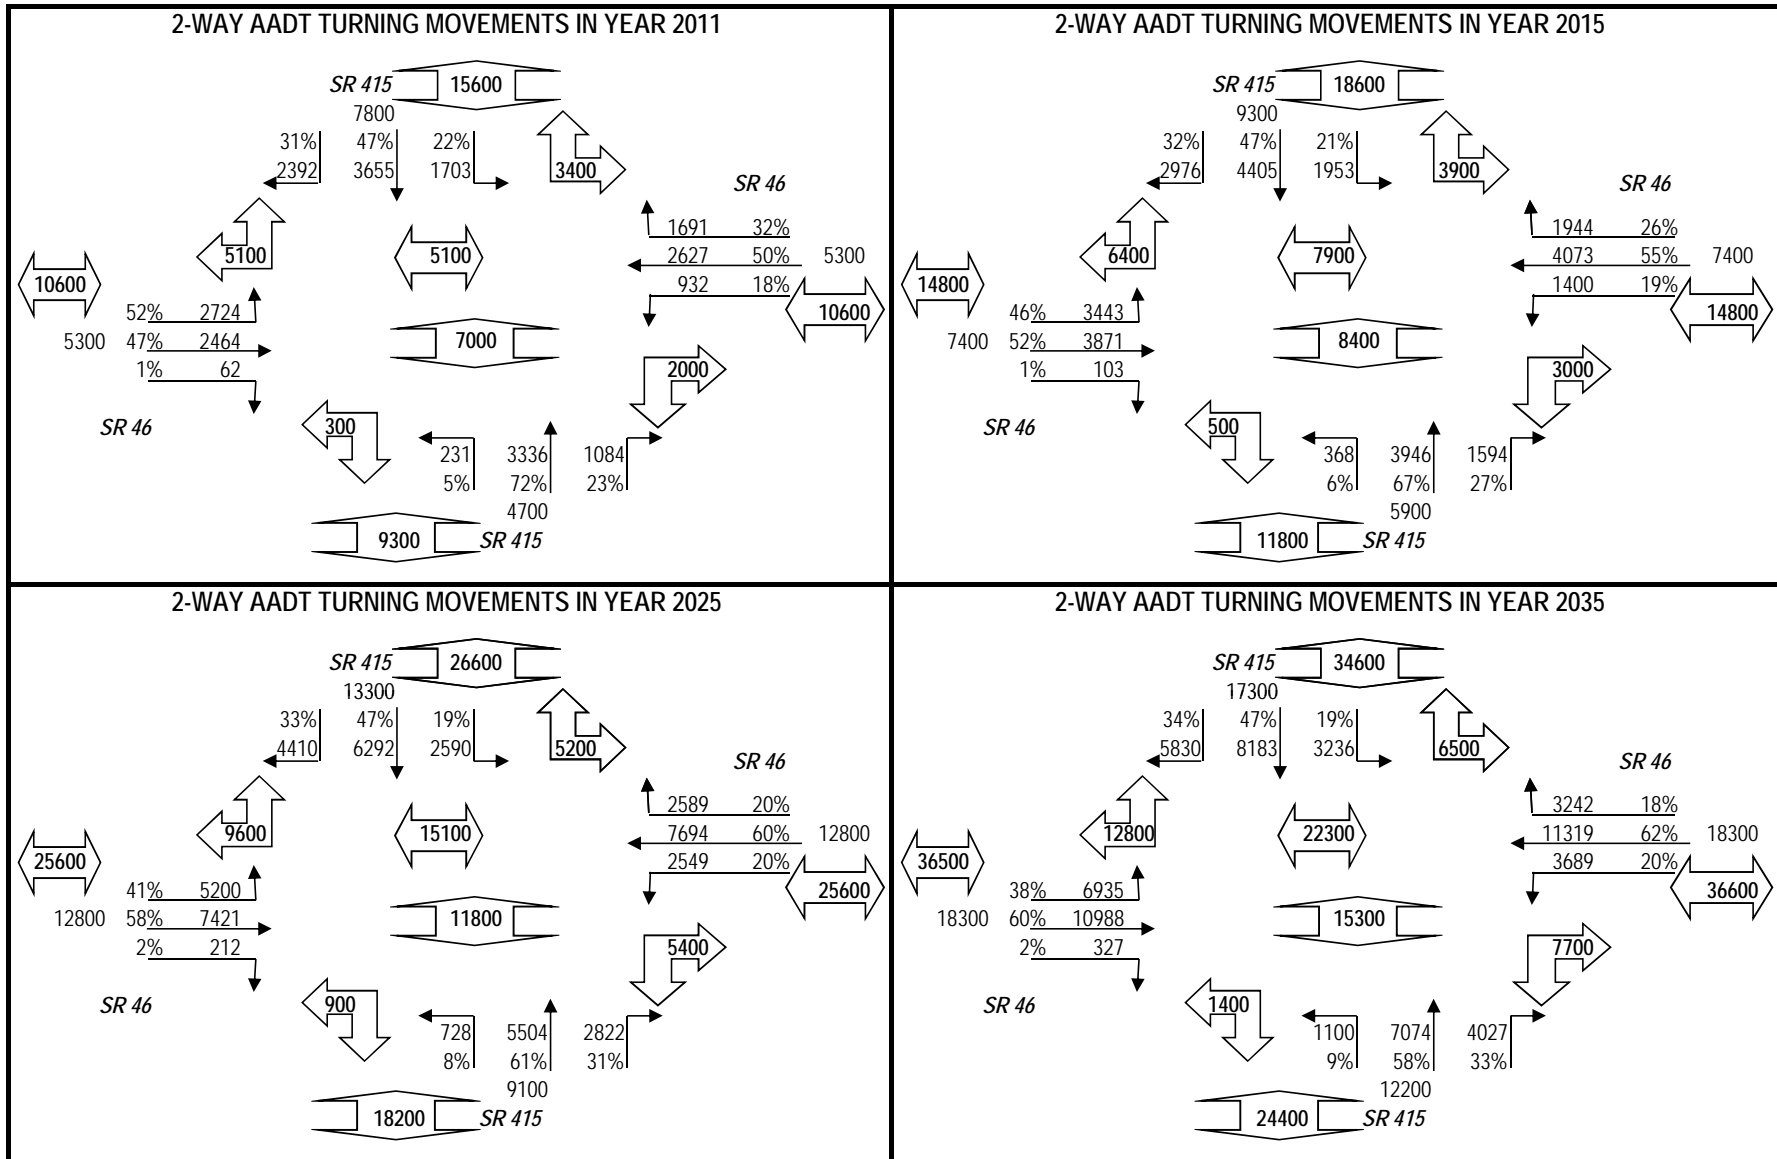 2-WAY AADT TURNING MOVEMENTS IN YEAR 2011
SR 415 15600
7800
31% 47% 22%
2392 3655 1703 3400
SR 46
1691 32%
5100 5100 2627 50% 5300
10600 932 18%
52% 2724 10600
5300 47% 2464 7000
1% 62 2000
SR 46 300
231 3336 1084
5% 72% 23%
4700
9300 SR 415
2-WAY AADT TURNING MOVEMENTS IN YEAR 2015
SR 415 18600
9300
32% 47% 21%
2976 4405 1953 3900
SR 46
1944 26%
6400 7900 4073 55% 7400
14800 1400 19%
46% 3443 14800
7400 52% 3871 8400
1% 103 3000
SR 46 500
368 3946 1594
6% 67% 27%
5900
11800 SR 415
2-WAY AADT TURNING MOVEMENTS IN YEAR 2025
SR 415 26600
13300
33% 47% 19%
4410 6292 2590 5200
SR 46
2589 20%
9600 15100 7694 60% 12800
25600 2549 20%
41% 5200 25600
12800 58% 7421 11800
2% 212 5400
SR 46 900
728 5504 2822
8% 61% 31%
9100
18200 SR 415
2-WAY AADT TURNING MOVEMENTS IN YEAR 2035
SR 415 34600
17300
34% 47% 19%
5830 8183 3236 6500
SR 46
3242 18%
12800 22300 11319 62% 18300
36500 3689 20%
38% 6935 36600
18300 60% 10988 15300
2% 327 7700
SR 46 1400
1100 7074 4027
9% 58% 33%
12200
24400 SR 415